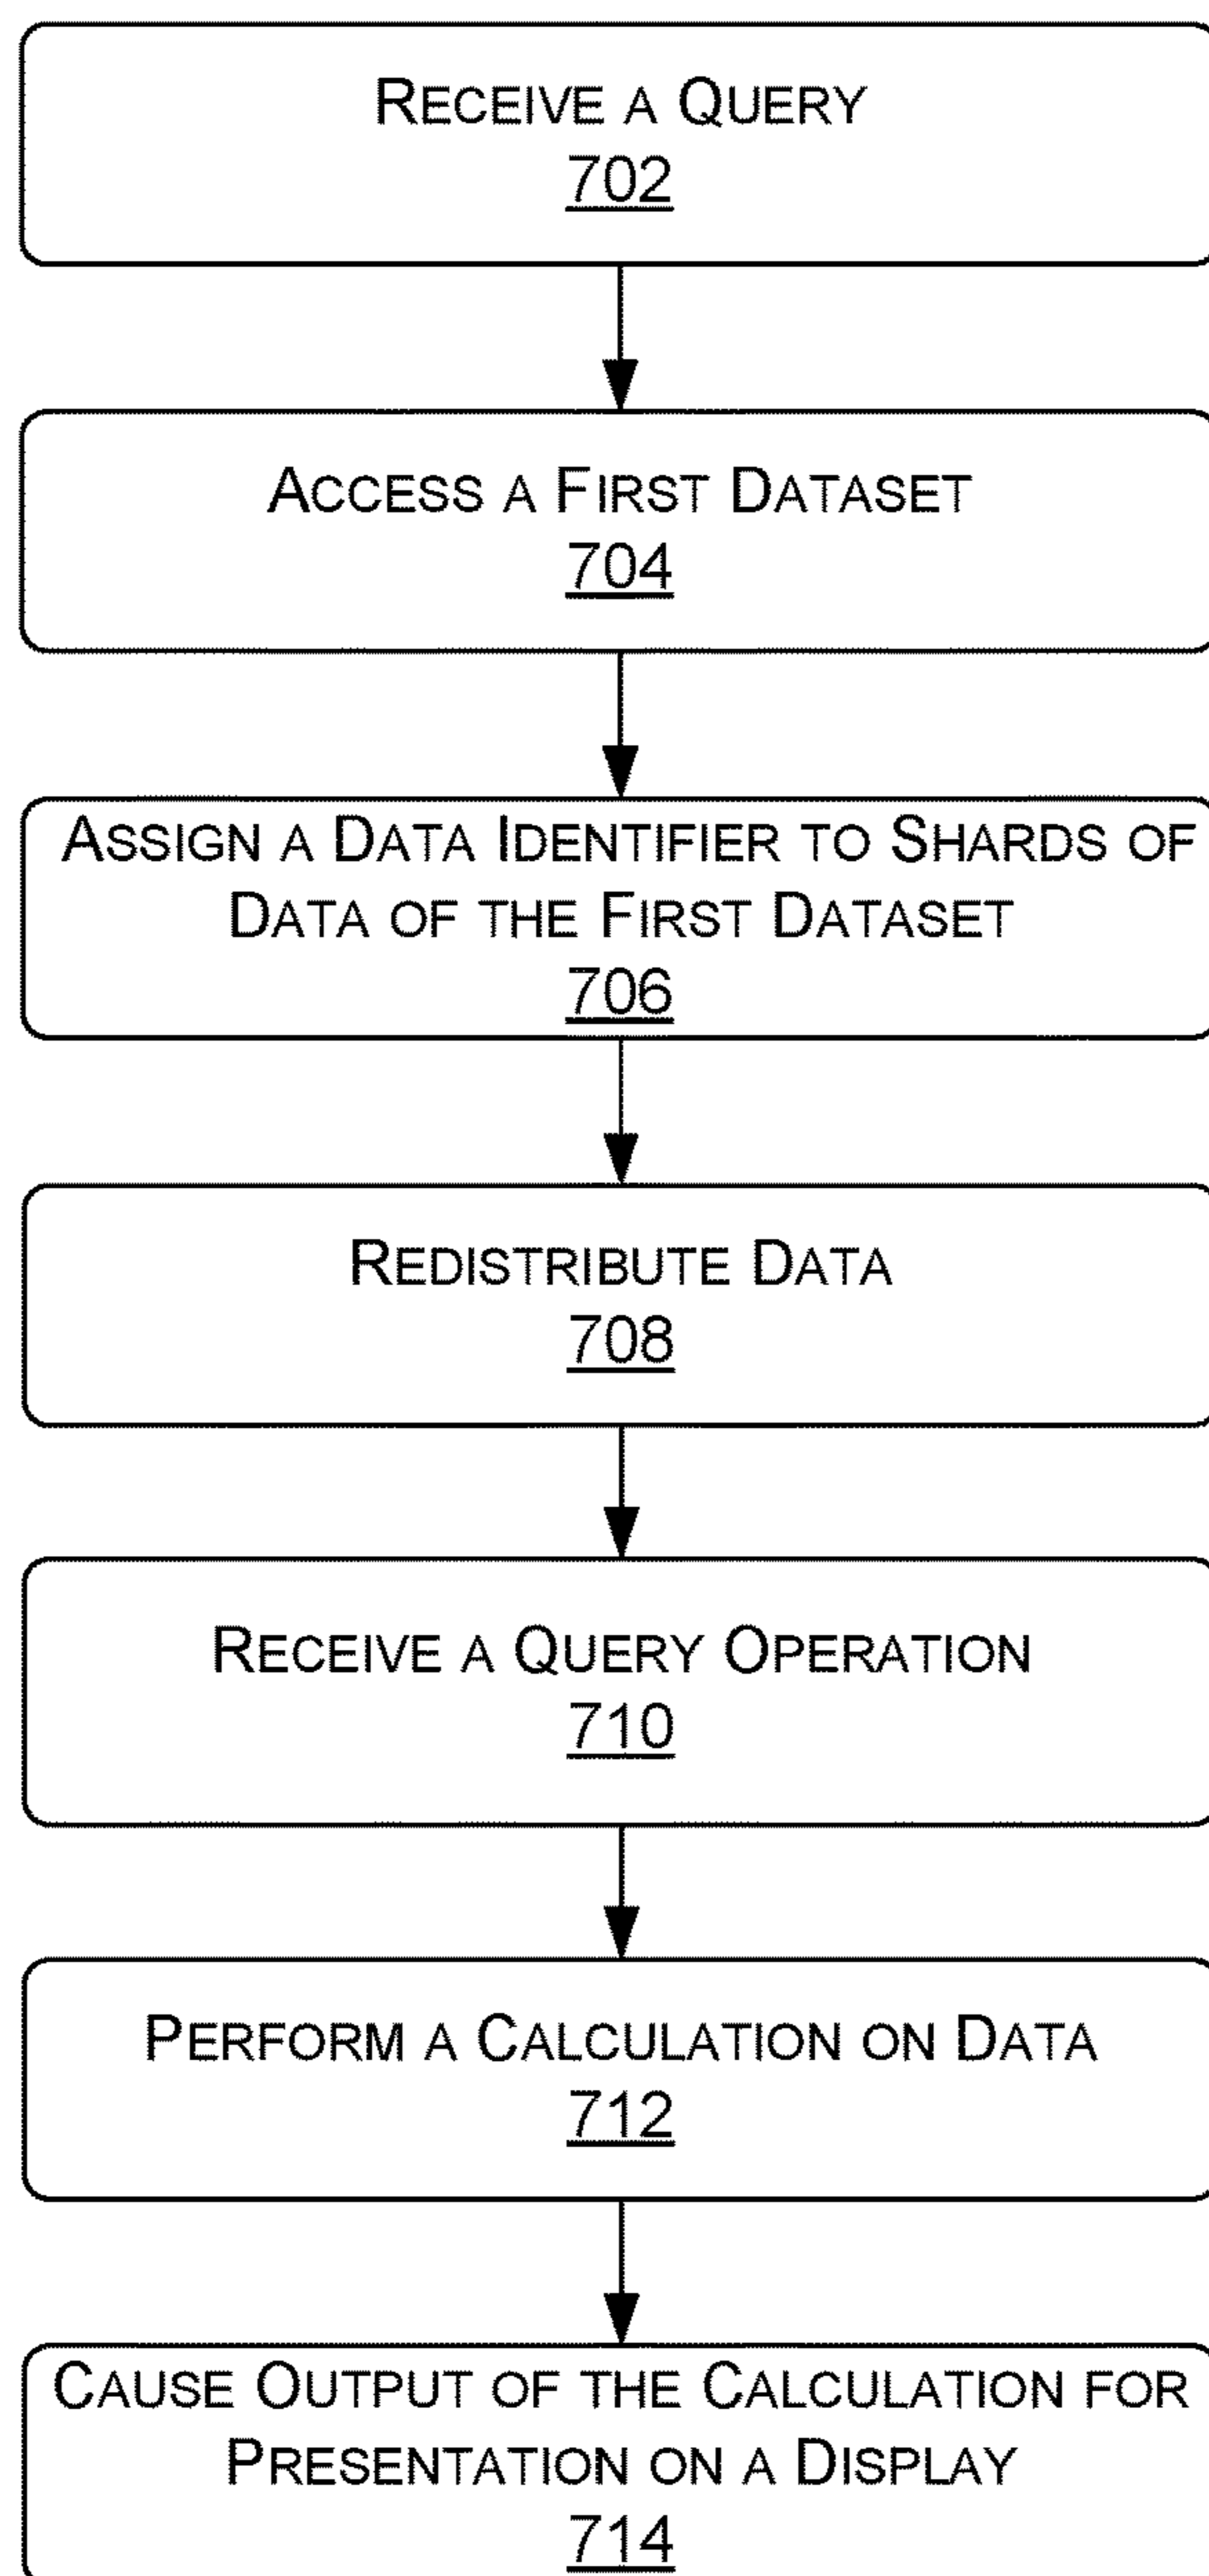 RECEIVE A QUERY
702
ACCESS A FIRST DATASET
704
ASSIGN A DATA IDENTIFIER TO SHARDS OF
DATA OF THE FIRST DATASET
706
REDISTRIBUTE DATA
708
RECEIVE A QUERY OPERATION
710
PERFORM A CALCULATION ON DATA
712
CAUSE OUTPUT OF THE CALCULATION FOR
PRESENTATION ON A DISPLAY
714